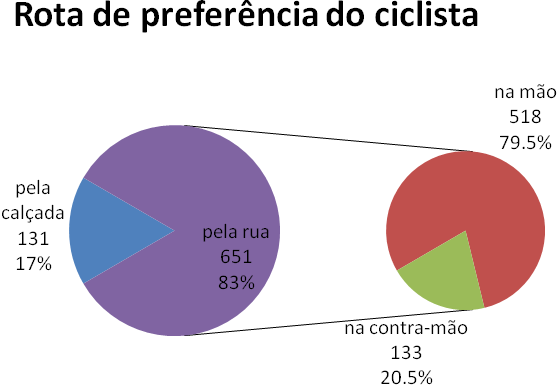 Rota de preferência do ciclista
pela
calçada
131
17%
pela rua
651
83%
na mão
518
79.5%
na contra-mão
133
20.5%